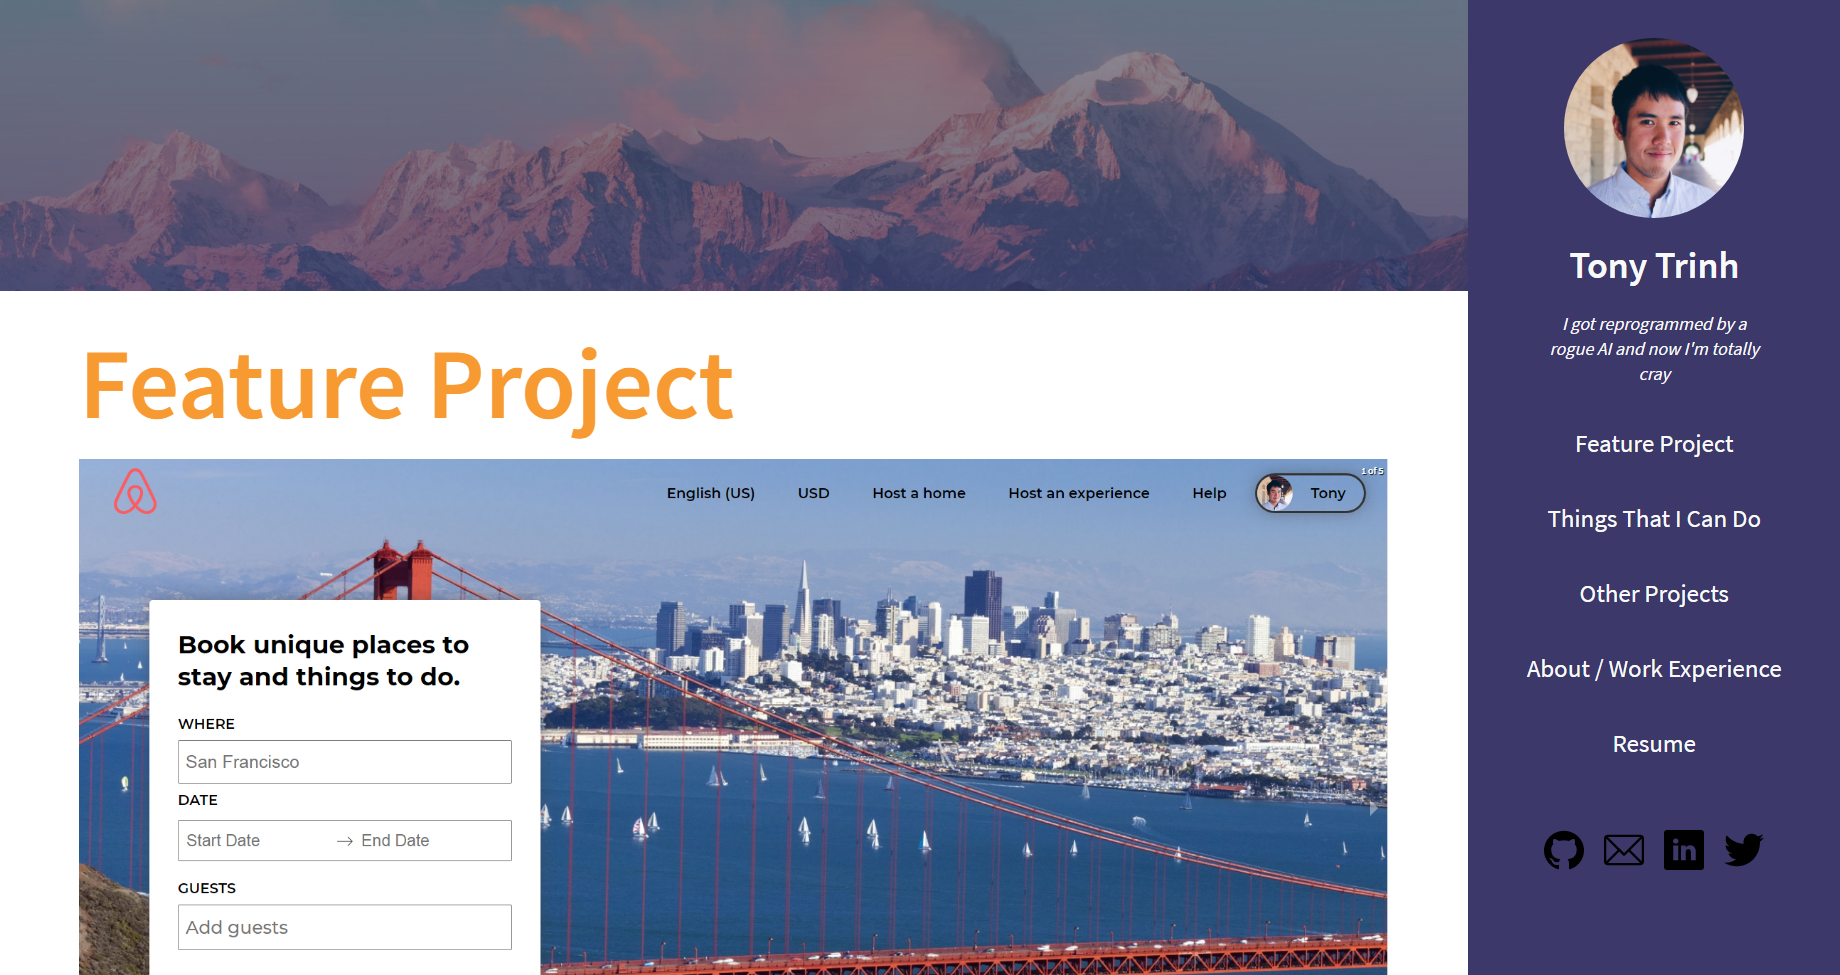 Feature Project
1 of 5
English (US) USD Host a home Host an experience Help Tony
Book unique places to
stay and things to do.
WHERE
San Francisco
DATE
Start Date → End Date
GUESTS
Add guests
Tony Trinh
I got reprogrammed by a
rogue AI and now I'm totally
cray
Feature Project
Things That I Can Do
Other Projects
About / Work Experience
Resume
in